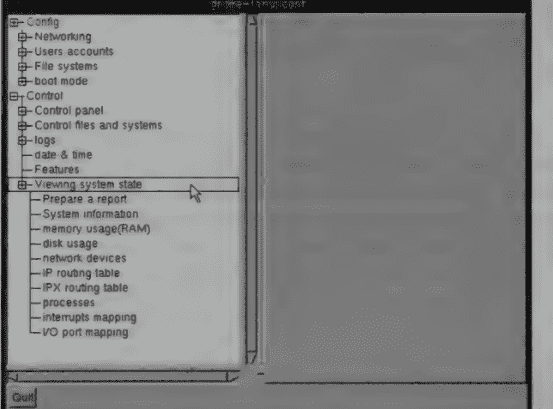 gnome-linuxconf
Config
Networking
Users accounts
File systems
boot mode
Control
Control panel
Control files and systems
logs
date & time
Features
Viewing system state
Prepare a report
System information
memory usage(RAM)
disk usage
network devices
IP routing table
IPX routing table
processes
interrupts mapping
I/O port mapping
Quit